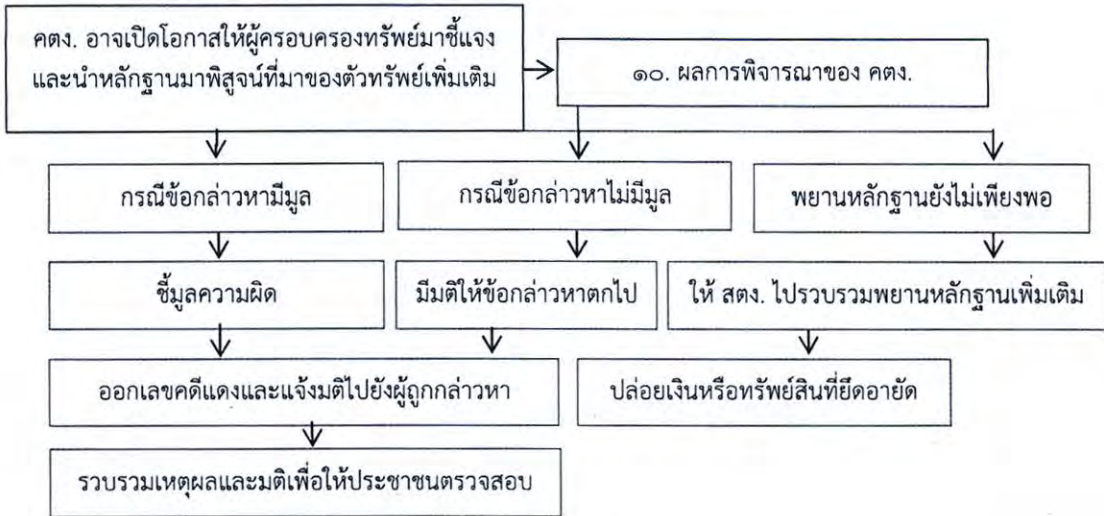 คตง. อาจเปิดโอกาสให้ผู้ครอบครองทรัพย์มาชี้แจง
และนำหลักฐานมาพิสูจน์ที่มาของตัวทรัพย์เพิ่มเติม
๑๐. ผลการพิจารณาของ คตง.
กรณีข้อกล่าวหามีมูล
กรณีข้อกล่าวหาไม่มีมูล
พยานหลักฐานยังไม่เพียงพอ
ชี้มูลความผิด
มีมติให้ข้อกล่าวหาตกไป
ให้ สตง. ไปรวบรวมพยานหลักฐานเพิ่มเติม
ออกเลขคดีแดงและแจ้งมติไปยังผู้ถูกกล่าวหา
ปล่อยเงินหรือทรัพย์สินที่ยึดอายัด
รวบรวมเหตุผลและมติเพื่อให้ประชาชนตรวจสอบ